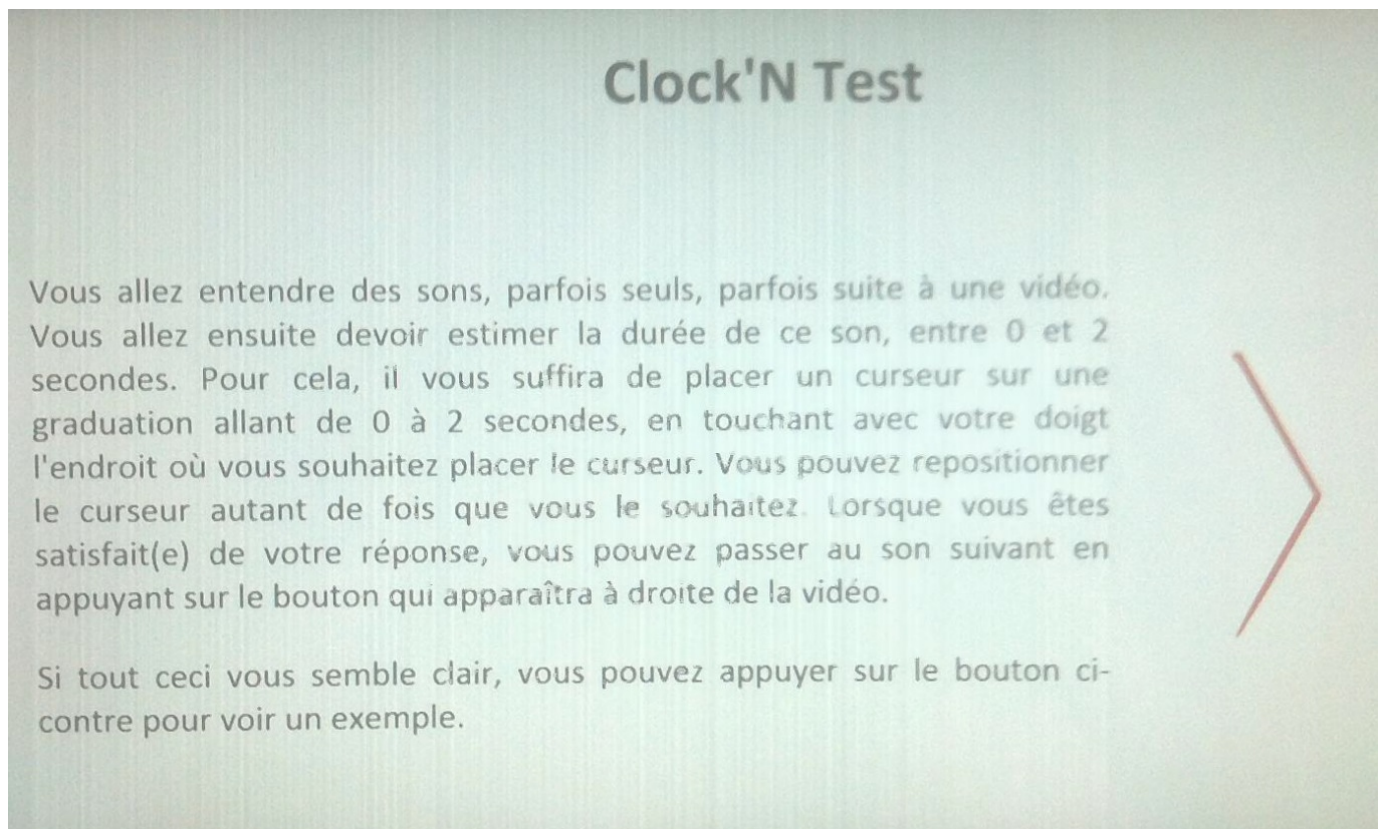 Clock'N Test
Vous allez entendre des sons, parfois seuls, parfois suite à une vidéo.
Vous allez ensuite devoir estimer la durée de ce son, entre 0 et 2
secondes. Pour cela, il vous suffira de placer un curseur sur une
graduation allant de 0 à 2 secondes, en touchant avec votre doigt
l'endroit où vous souhaitez placer le curseur. Vous pouvez repositionner
le curseur autant de fois que vous le souhaitez. Lorsque vous êtes
satisfait(e) de votre réponse, vous pouvez passer au son suivant en
appuyant sur le bouton qui apparaîtra à droite de la vidéo.
Si tout ceci vous semble clair, vous pouvez appuyer sur le bouton ci-
contre pour voir un exemple.